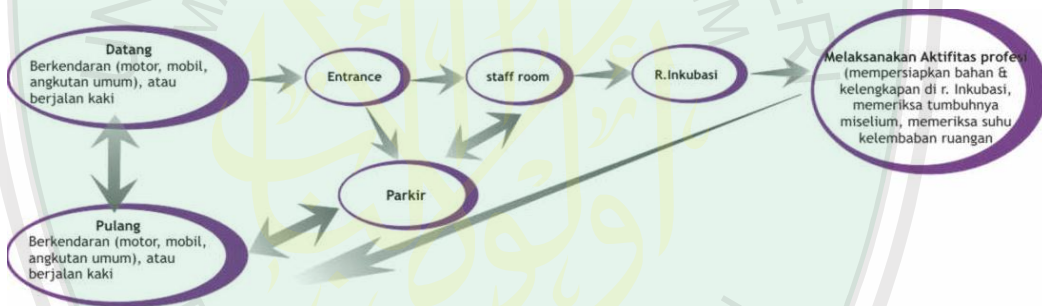 Datang
Berkendaran (motor, mobil,
angkutan umum), atau
berjalan kaki
Entrance
staff room
R.Inkubasi
Melaksanakan Aktifitas profesi
(mempersiapkan bahan &
kelengkapan di r. Inkubasi,
memeriksa tumbuhnya
miselium, memeriksa suhu
kelembaban ruangan
Parkir
Pulang
Berkendaran (motor, mobil,
angkutan umum), atau
berjalan kaki